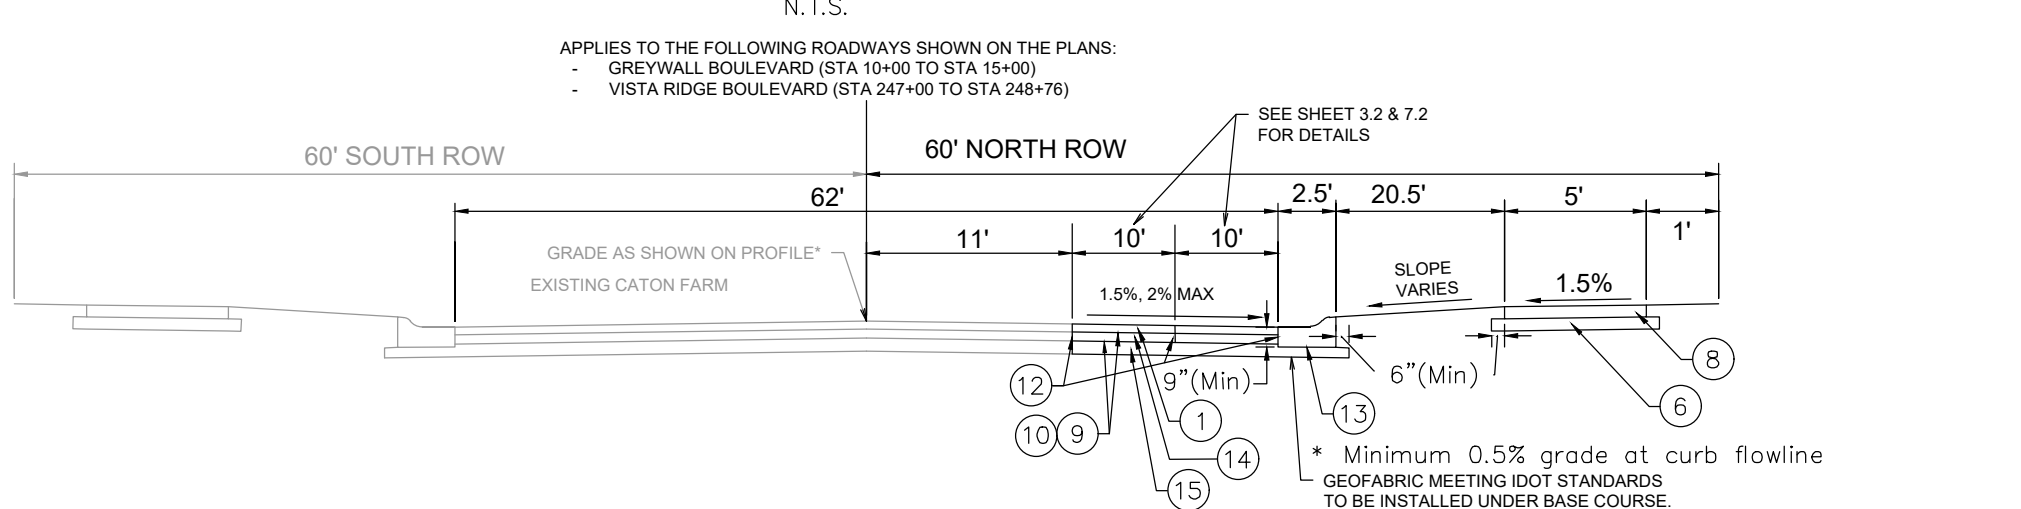 N.T.S.
APPLIES TO THE FOLLOWING ROADWAYS SHOWN ON THE PLANS:
- GREYWALL BOULEVARD (STA 10+00 TO STA 15+00)
- VISTA RIDGE BOULEVARD (STA 247+00 TO STA 248+76)
SEE SHEET 3.2 & 7.2
FOR DETAILS
60' SOUTH ROW
60' NORTH ROW
62'
2.5'
20.5'
5'
1'
11'
10'
10'
GRADE AS SHOWN ON PROFILE*
EXISTING CATON FARM
1.5%, 2% MAX
SLOPE
VARIES
1.5%
12
9"(Min)
6"(Min)
8
10
9
1
13
6
14
15
* Minimum 0.5% grade at curb flowline
GEOFABRIC MEETING IDOT STANDARDS
TO BE INSTALLED UNDER BASE COURSE.